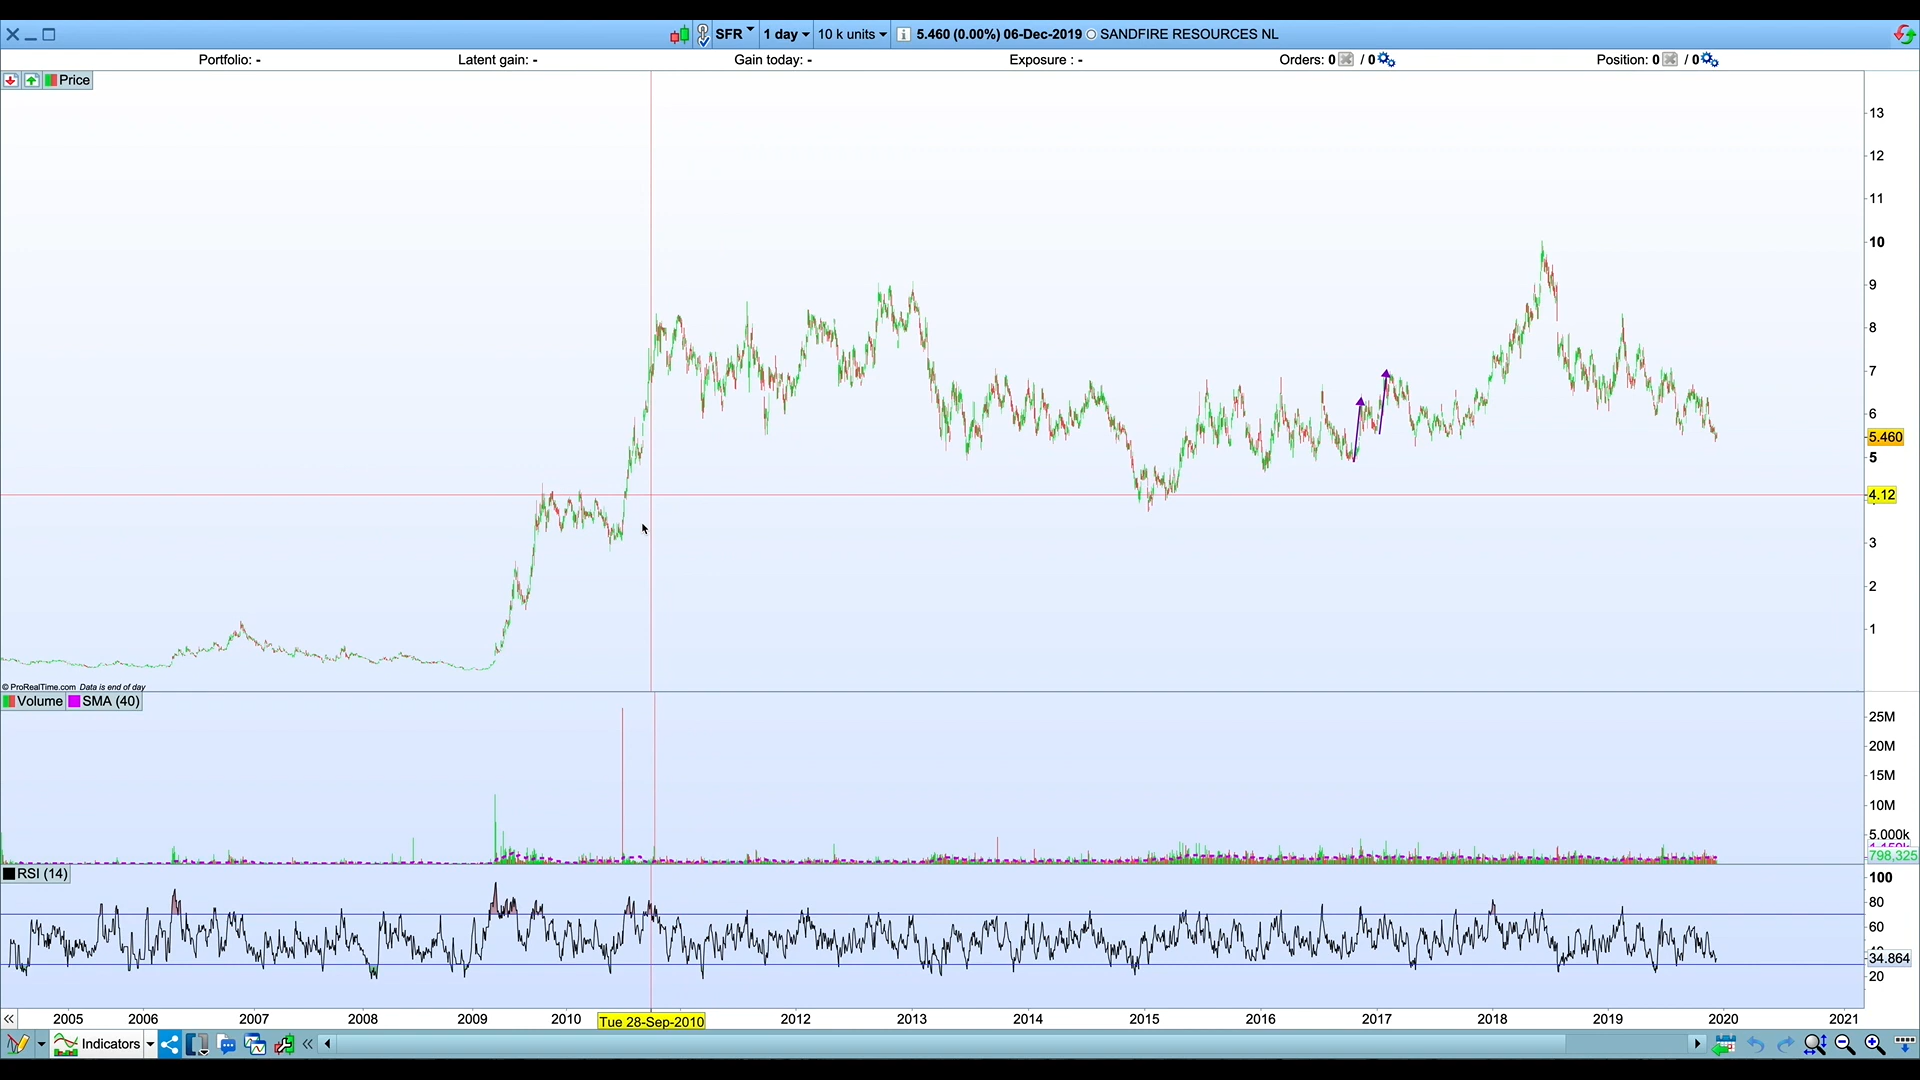 SFR 1 day 10 k units 5.460 (0.00%) 06-Dec-2019 SANDFIRE RESOURCES NL
Portfolio: - Latent gain: - Gain today: - Exposure : - Orders: 0 / 0 Position: 0 / 0
Price
13
12
11
10
9
8
7
6
5.460
5
4.12
3
2
1
© ProRealTime.com Data is end of day
Volume SMA (40)
25M
20M
15M
10M
5.000k
798,325
RSI (14)
100
80
60
34.864
20
2005 2006 2007 2008 2009 2010 Tue 28-Sep-2010 2012 2013 2014 2015 2016 2017 2018 2019 2020 2021
Indicators